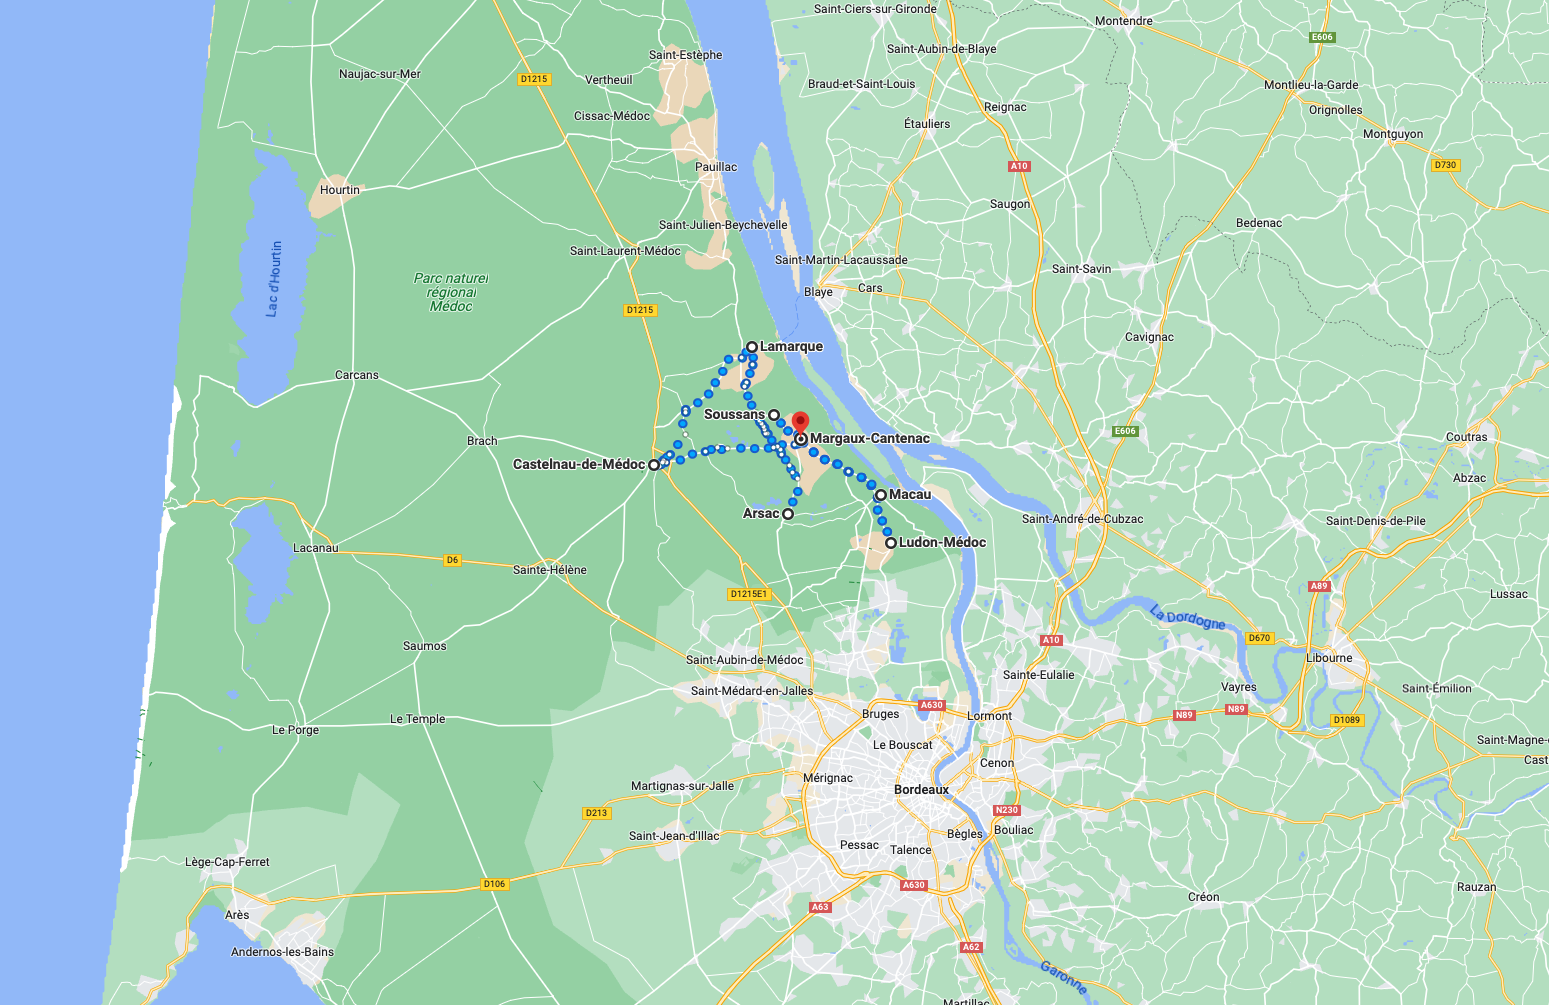 Saint-Ciers-sur-Gironde
Montendre
E606
Saint-Aubin-de-Blaye
Saint-Estèphe
Naujac-sur-Mer
D1215
Vertheuil
Braud-et-Saint-Louis
Montlieu-la-Garde
Reignac
Orignolles
Cissac-Médoc
Étauliers
Montguyon
Pauillac
A10
D730
Hourtin
Saugon
Saint-Julien-Beychevelle
Bedenac
Saint-Laurent-Médoc
Saint-Martin-Lacaussade
Saint-Savin
Lac d'Hourtin
Parc naturel
régional
Médoc
Blaye
Cars
D1215
Cavignac
Lamarque
Carcans
Soussans
E606
Brach
Margaux-Cantenac
Coutras
Castelnau-de-Médoc
Abzac
Macau
Arsac
Saint-André-de-Cubzac
Saint-Denis-de-Pile
Lacanau
Ludon-Médoc
D6
Sainte-Hélène
A89
D1215E1
Lussac
La Dordogne
D670
A10
Saumos
Saint-Aubin-de-Médoc
Libourne
Sainte-Eulalie
Saint-Médard-en-Jalles
Vayres
Saint-Émilion
A630
Bruges
Lormont
N89
N89
D1089
Le Temple
Le Porge
Le Bouscat
Saint-Magne-
Cenon
Cast
Mérignac
Martignas-sur-Jalle
Bordeaux
D213
N230
Saint-Jean-d'Illac
Bègles
Bouliac
Pessac
Talence
Lège-Cap-Ferret
D106
A630
Rauzan
Créon
A63
Arès
A62
Andernos-les-Bains
Garonne
Martillac